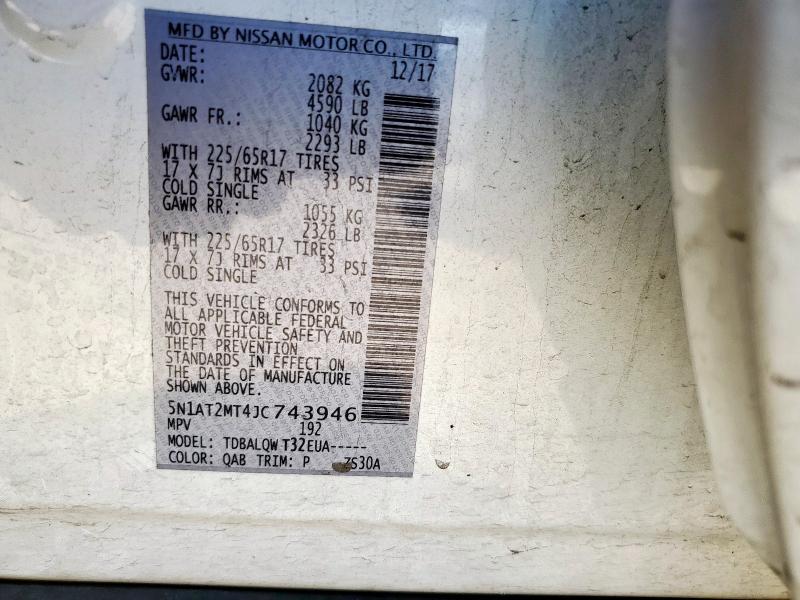 MFD BY NISSAN MOTOR CO., LTD.
DATE: 12/17
GVWR: 2082 KG
4590 LB
GAWR FR.: 1040 KG
2293 LB
WITH 225/65R17 TIRES
17 X 7J RIMS AT 33 PSI
COLD SINGLE
GAWR RR.: 1055 KG
2326 LB
WITH 225/65R17 TIRES
17 X 7J RIMS AT 33 PSI
COLD SINGLE
THIS VEHICLE CONFORMS TO
ALL APPLICABLE FEDERAL
MOTOR VEHICLE SAFETY AND
THEFT PREVENTION
STANDARDS IN EFFECT ON
THE DATE OF MANUFACTURE
SHOWN ABOVE.
5N1AT2MT4JC743946
MPV 192
MODEL: TDBALQW T32EUA-----
COLOR: QAB TRIM: P ZS30A